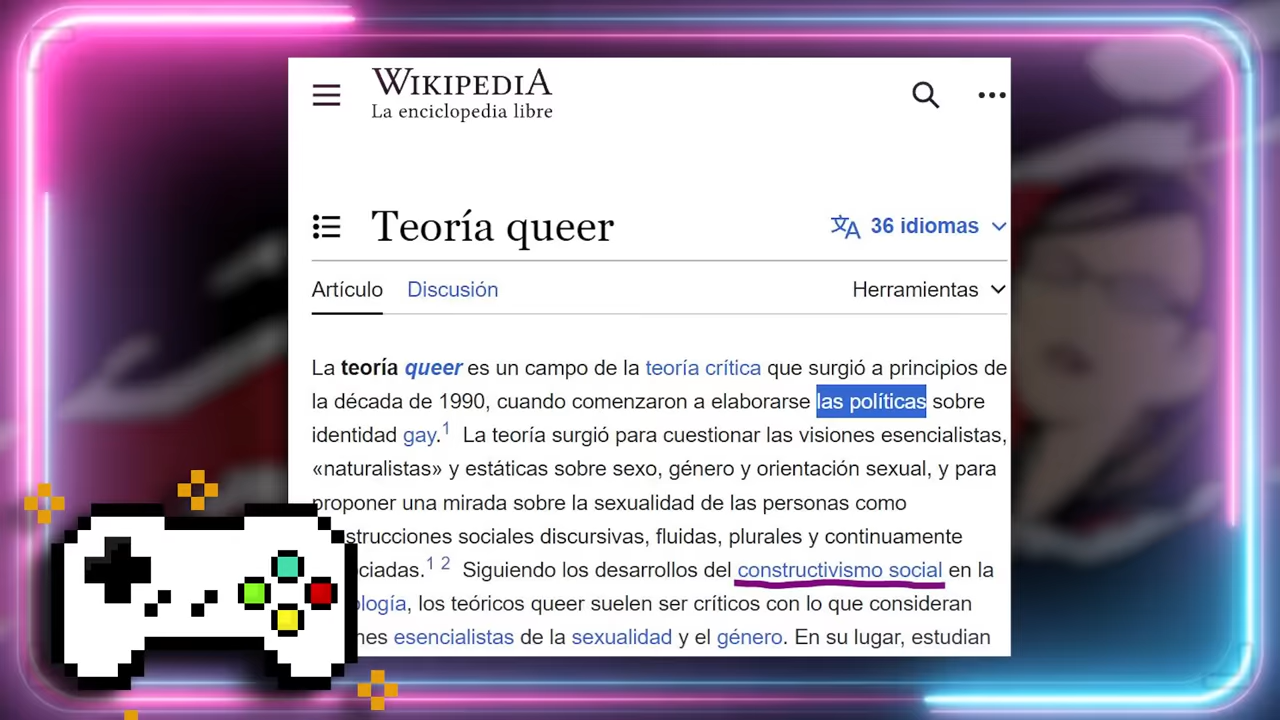 WIKIPEDIA
La enciclopedia libre
Teoría queer
36 idiomas
Artículo Discusión Herramientas
La teoría queer es un campo de la teoría crítica que surgió a principios de
la década de 1990, cuando comenzaron a elaborarse las políticas sobre
identidad gay.1 La teoría surgió para cuestionar las visiones esencialistas,
«naturalistas» y estáticas sobre sexo, género y orientación sexual, y para
proponer una mirada sobre la sexualidad de las personas como
strucciones sociales discursivas, fluidas, plurales y continuamente
ciadas.1 2 Siguiendo los desarrollos del constructivismo social en la
ología, los teóricos queer suelen ser críticos con lo que consideran
nes esencialistas de la sexualidad y el género. En su lugar, estudian